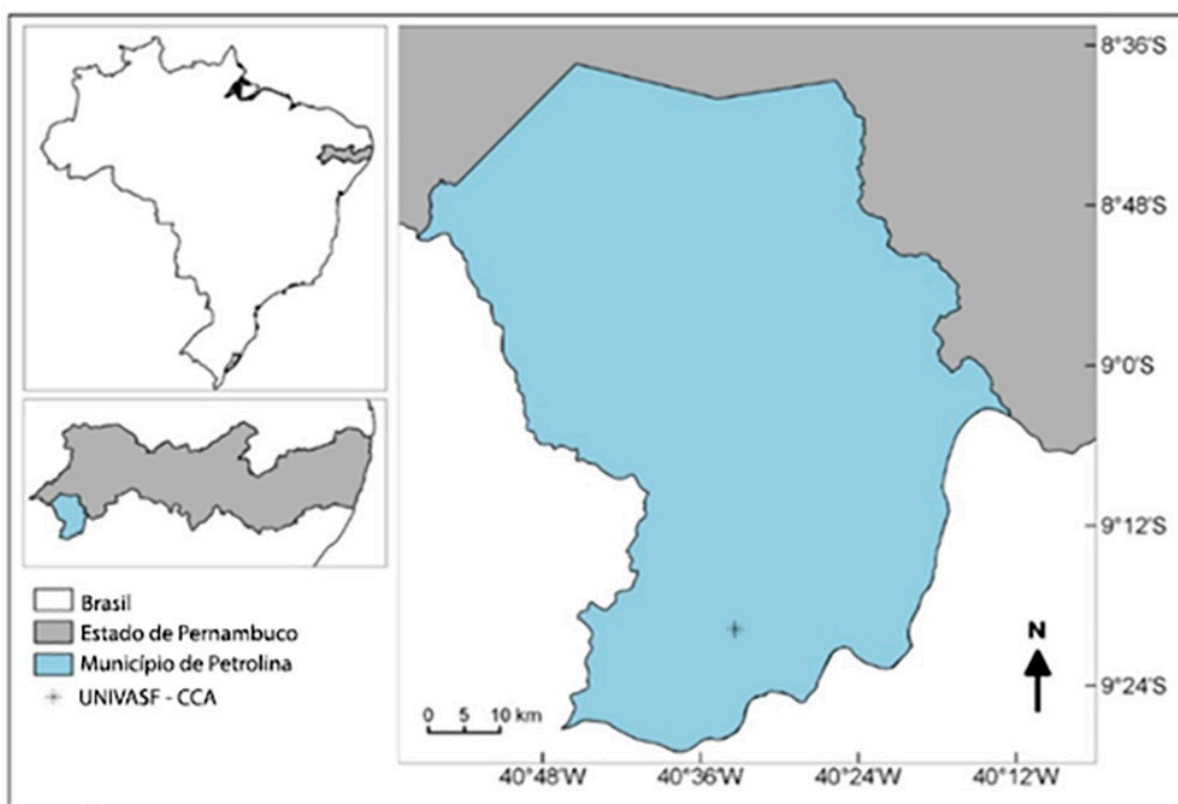 Brasil
Estado de Pernambuco
Município de Petrolina
UNIVASF - CCA
0 5 10 km
N
8°36'S
8°48'S
9°0'S
9°12'S
9°24'S
40°48'W 40°36'W 40°24'W 40°12'W